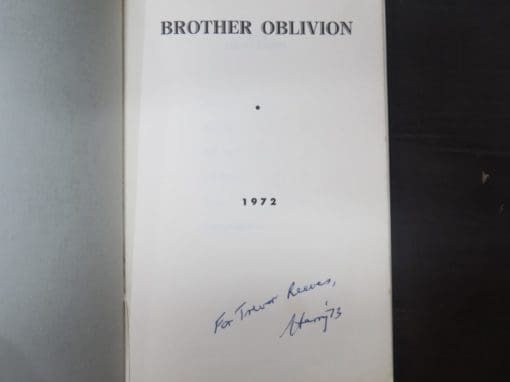 BROTHER OBLIVION
1972
For Trevor Reeves,
Harry '73